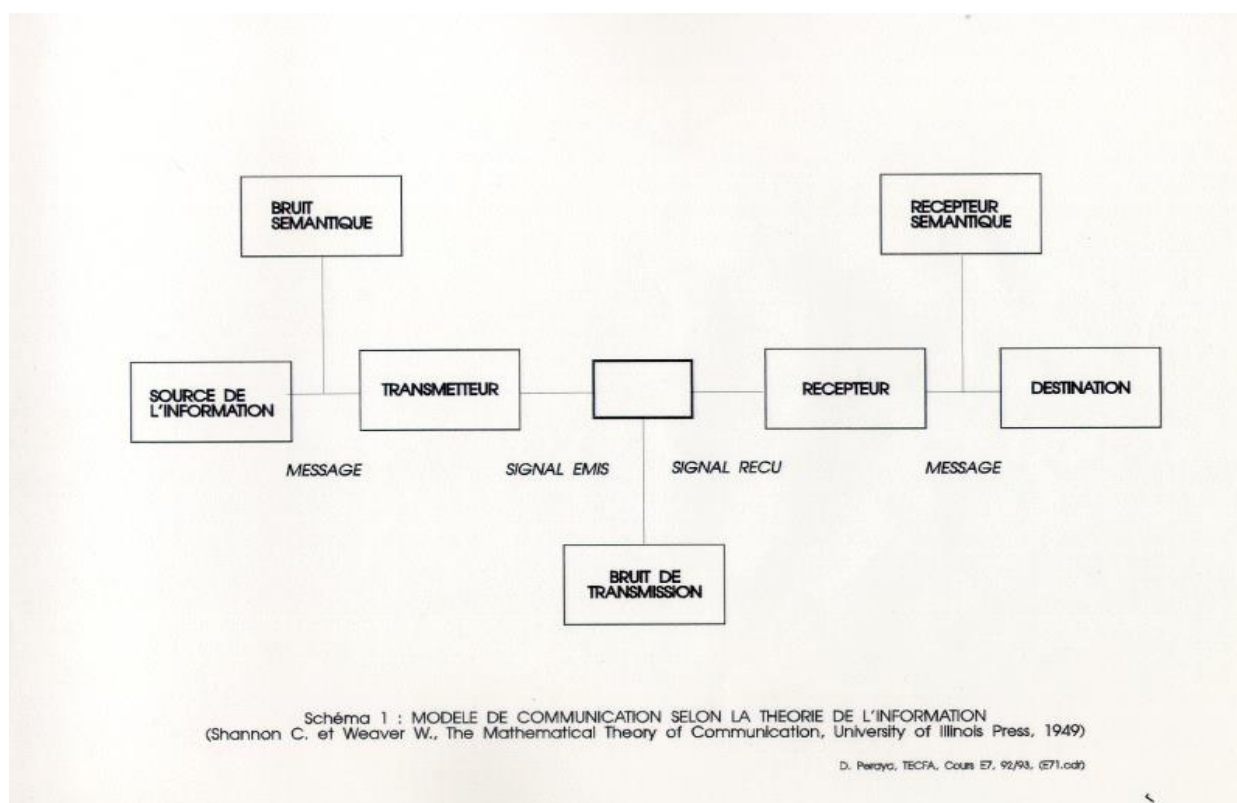 BRUIT
SEMANTIQUE
RECEPTEUR
SEMANTIQUE
SOURCE DE
L'INFORMATION
TRANSMETTEUR
RECEPTEUR
DESTINATION
MESSAGE
SIGNAL EMIS
SIGNAL RECU
MESSAGE
BRUIT DE
TRANSMISSION
Schéma 1 : MODELE DE COMMUNICATION SELON LA THEORIE DE L'INFORMATION
(Shannon C. et Weaver W., The Mathematical Theory of Communication, University of Illinois Press, 1949)
D. Peraya, TECFA, Cours E7, 92/93, (E71.cdr)